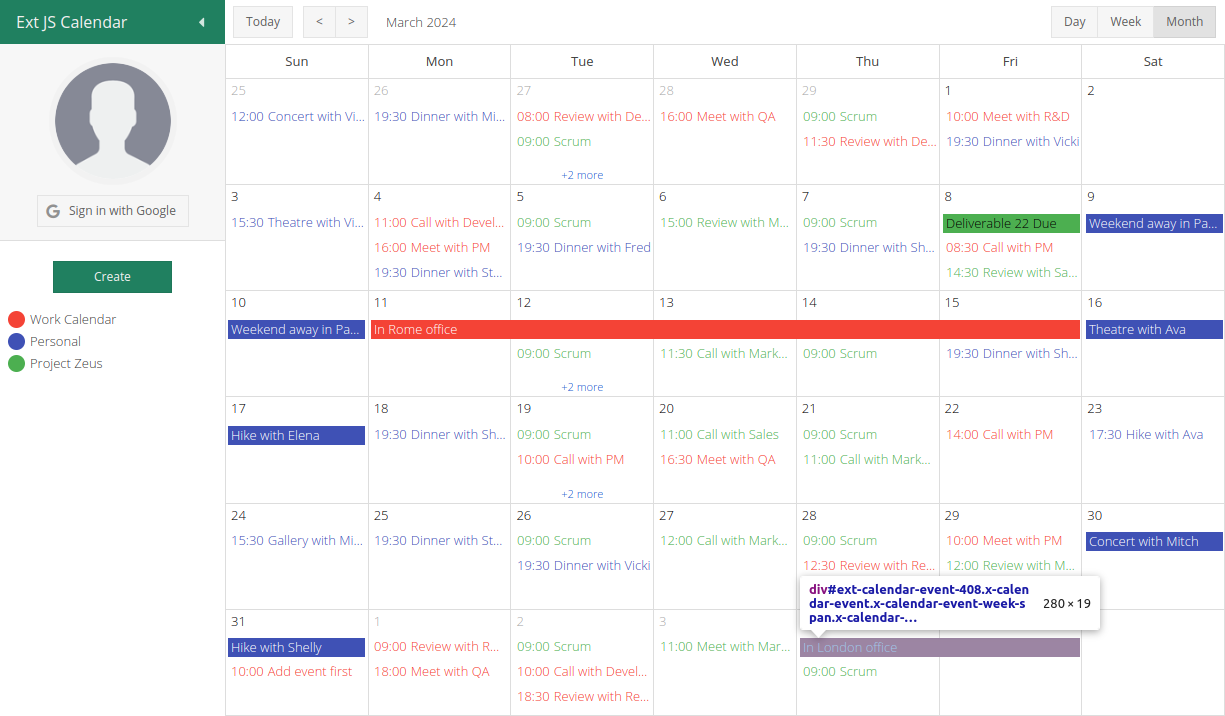 Ext JS Calendar
Today
<
>
March 2024
Day
Week
Month
Sign in with Google
Create
Work Calendar
Personal
Project Zeus
Sun Mon Tue Wed Thu Fri Sat
25 26 27 28 29 1 2
12:00 Concert with Vi... 19:30 Dinner with Mi... 08:00 Review with De... 16:00 Meet with QA 09:00 Scrum 10:00 Meet with R&D
09:00 Scrum 11:30 Review with De... 19:30 Dinner with Vicki
+2 more
3 4 5 6 7 8 9
15:30 Theatre with Vi... 11:00 Call with Devel... 09:00 Scrum 15:00 Review with M... 09:00 Scrum Deliverable 22 Due Weekend away in Pa...
16:00 Meet with PM 19:30 Dinner with Fred 19:30 Dinner with Sh... 08:30 Call with PM
19:30 Dinner with St... 14:30 Review with Sa...
10 11 12 13 14 15 16
Weekend away in Pa... In Rome office Theatre with Ava
09:00 Scrum 11:30 Call with Mark... 09:00 Scrum 19:30 Dinner with Sh...
+2 more
17 18 19 20 21 22 23
Hike with Elena 19:30 Dinner with Sh... 09:00 Scrum 11:00 Call with Sales 09:00 Scrum 14:00 Call with PM 17:30 Hike with Ava
10:00 Call with PM 16:30 Meet with QA 11:00 Call with Mark...
+2 more
24 25 26 27 28 29 30
15:30 Gallery with Mi... 19:30 Dinner with St... 09:00 Scrum 12:00 Call with Mark... 09:00 Scrum 10:00 Meet with PM Concert with Mitch
19:30 Dinner with Vicki 12:30 Review with Re... 12:00 Review with M...
div#ext-calendar-event-408.x-calen
dar-event.x-calendar-event-week-s
pan.x-calendar-...
280 × 19
31 1 2 3
Hike with Shelly 09:00 Review with R... 09:00 Scrum 11:00 Meet with Mar... In London office
10:00 Add event first 18:00 Meet with QA 10:00 Call with Devel... 09:00 Scrum
18:30 Review with Re...